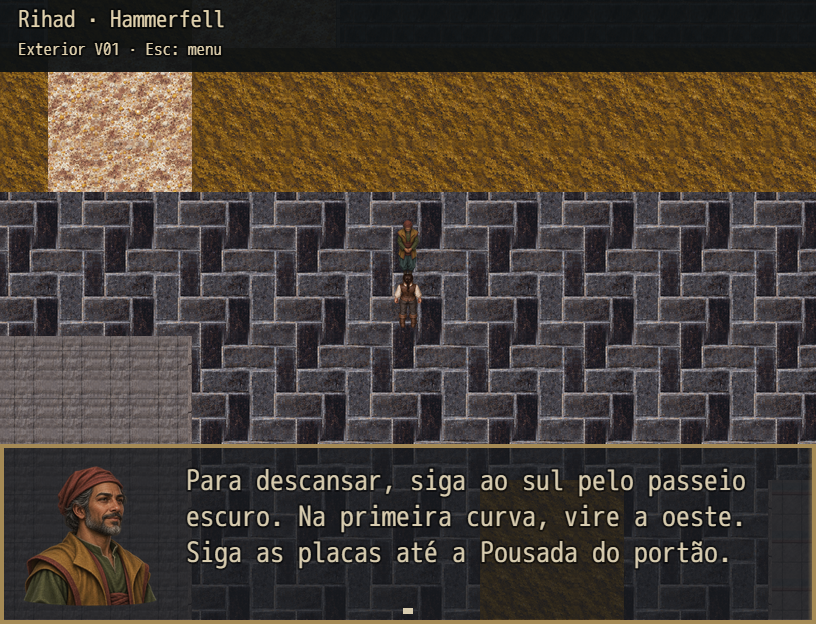 Rihad · Hammerfell
Exterior V01 · Esc: menu
Para descansar, siga ao sul pelo passeio
escuro. Na primeira curva, vire a oeste.
Siga as placas até a Pousada do portão.